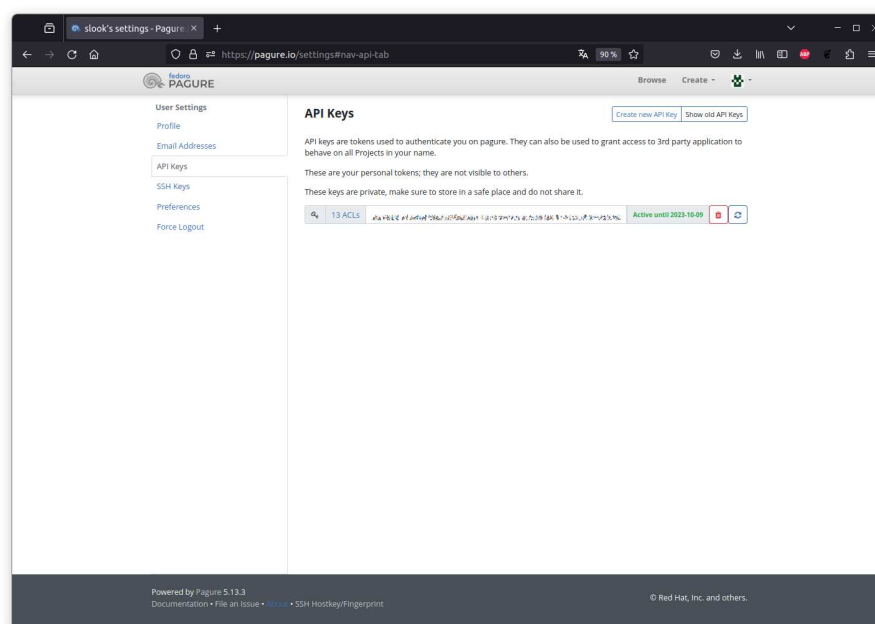 slook's settings - Pagure
https://pagure.io/settings#nav-api-tab
90 %
ABP
fedora
PAGURE
Browse Create
User Settings
Profile
Email Addresses
API Keys
SSH Keys
Preferences
Force Logout
API Keys
Create new API Key Show old API Keys
API keys are tokens used to authenticate you on pagure. They can also be used to grant access to 3rd party application to
behave on all Projects in your name.
These are your personal tokens; they are not visible to others.
These keys are private, make sure to store in a safe place and do not share it.
13 ACLs Active until 2023-10-09
Powered by Pagure 5.13.3
Documentation • File an Issue • About • SSH Hostkey/Fingerprint
© Red Hat, Inc. and others.